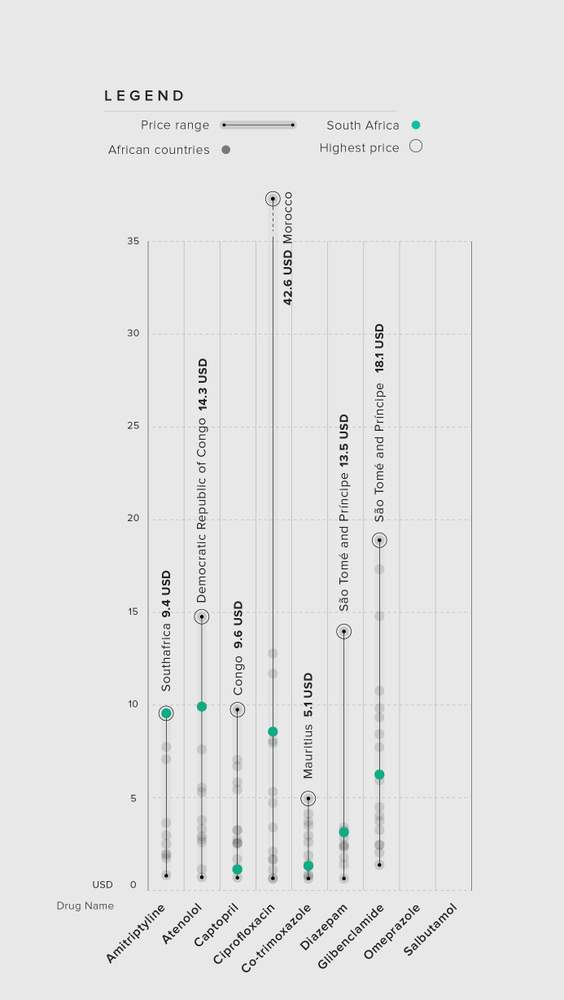 LEGEND
Price range
South Africa
African countries
Highest price
42.6 USD Morocco
35
30
25
20
15
10
5
USD 0
Southafrica 9.4 USD
Democratic Republic of Congo 14.3 USD
Congo 9.6 USD
Mauritius 5.1 USD
São Tomé and Príncipe 13.5 USD
São Tomé and Príncipe 18.1 USD
Drug Name
Amitriptyline
Atenolol
Captopril
Ciprofloxacin
Co-trimoxazole
Diazepam
Glibenclamide
Omeprazole
Salbutamol